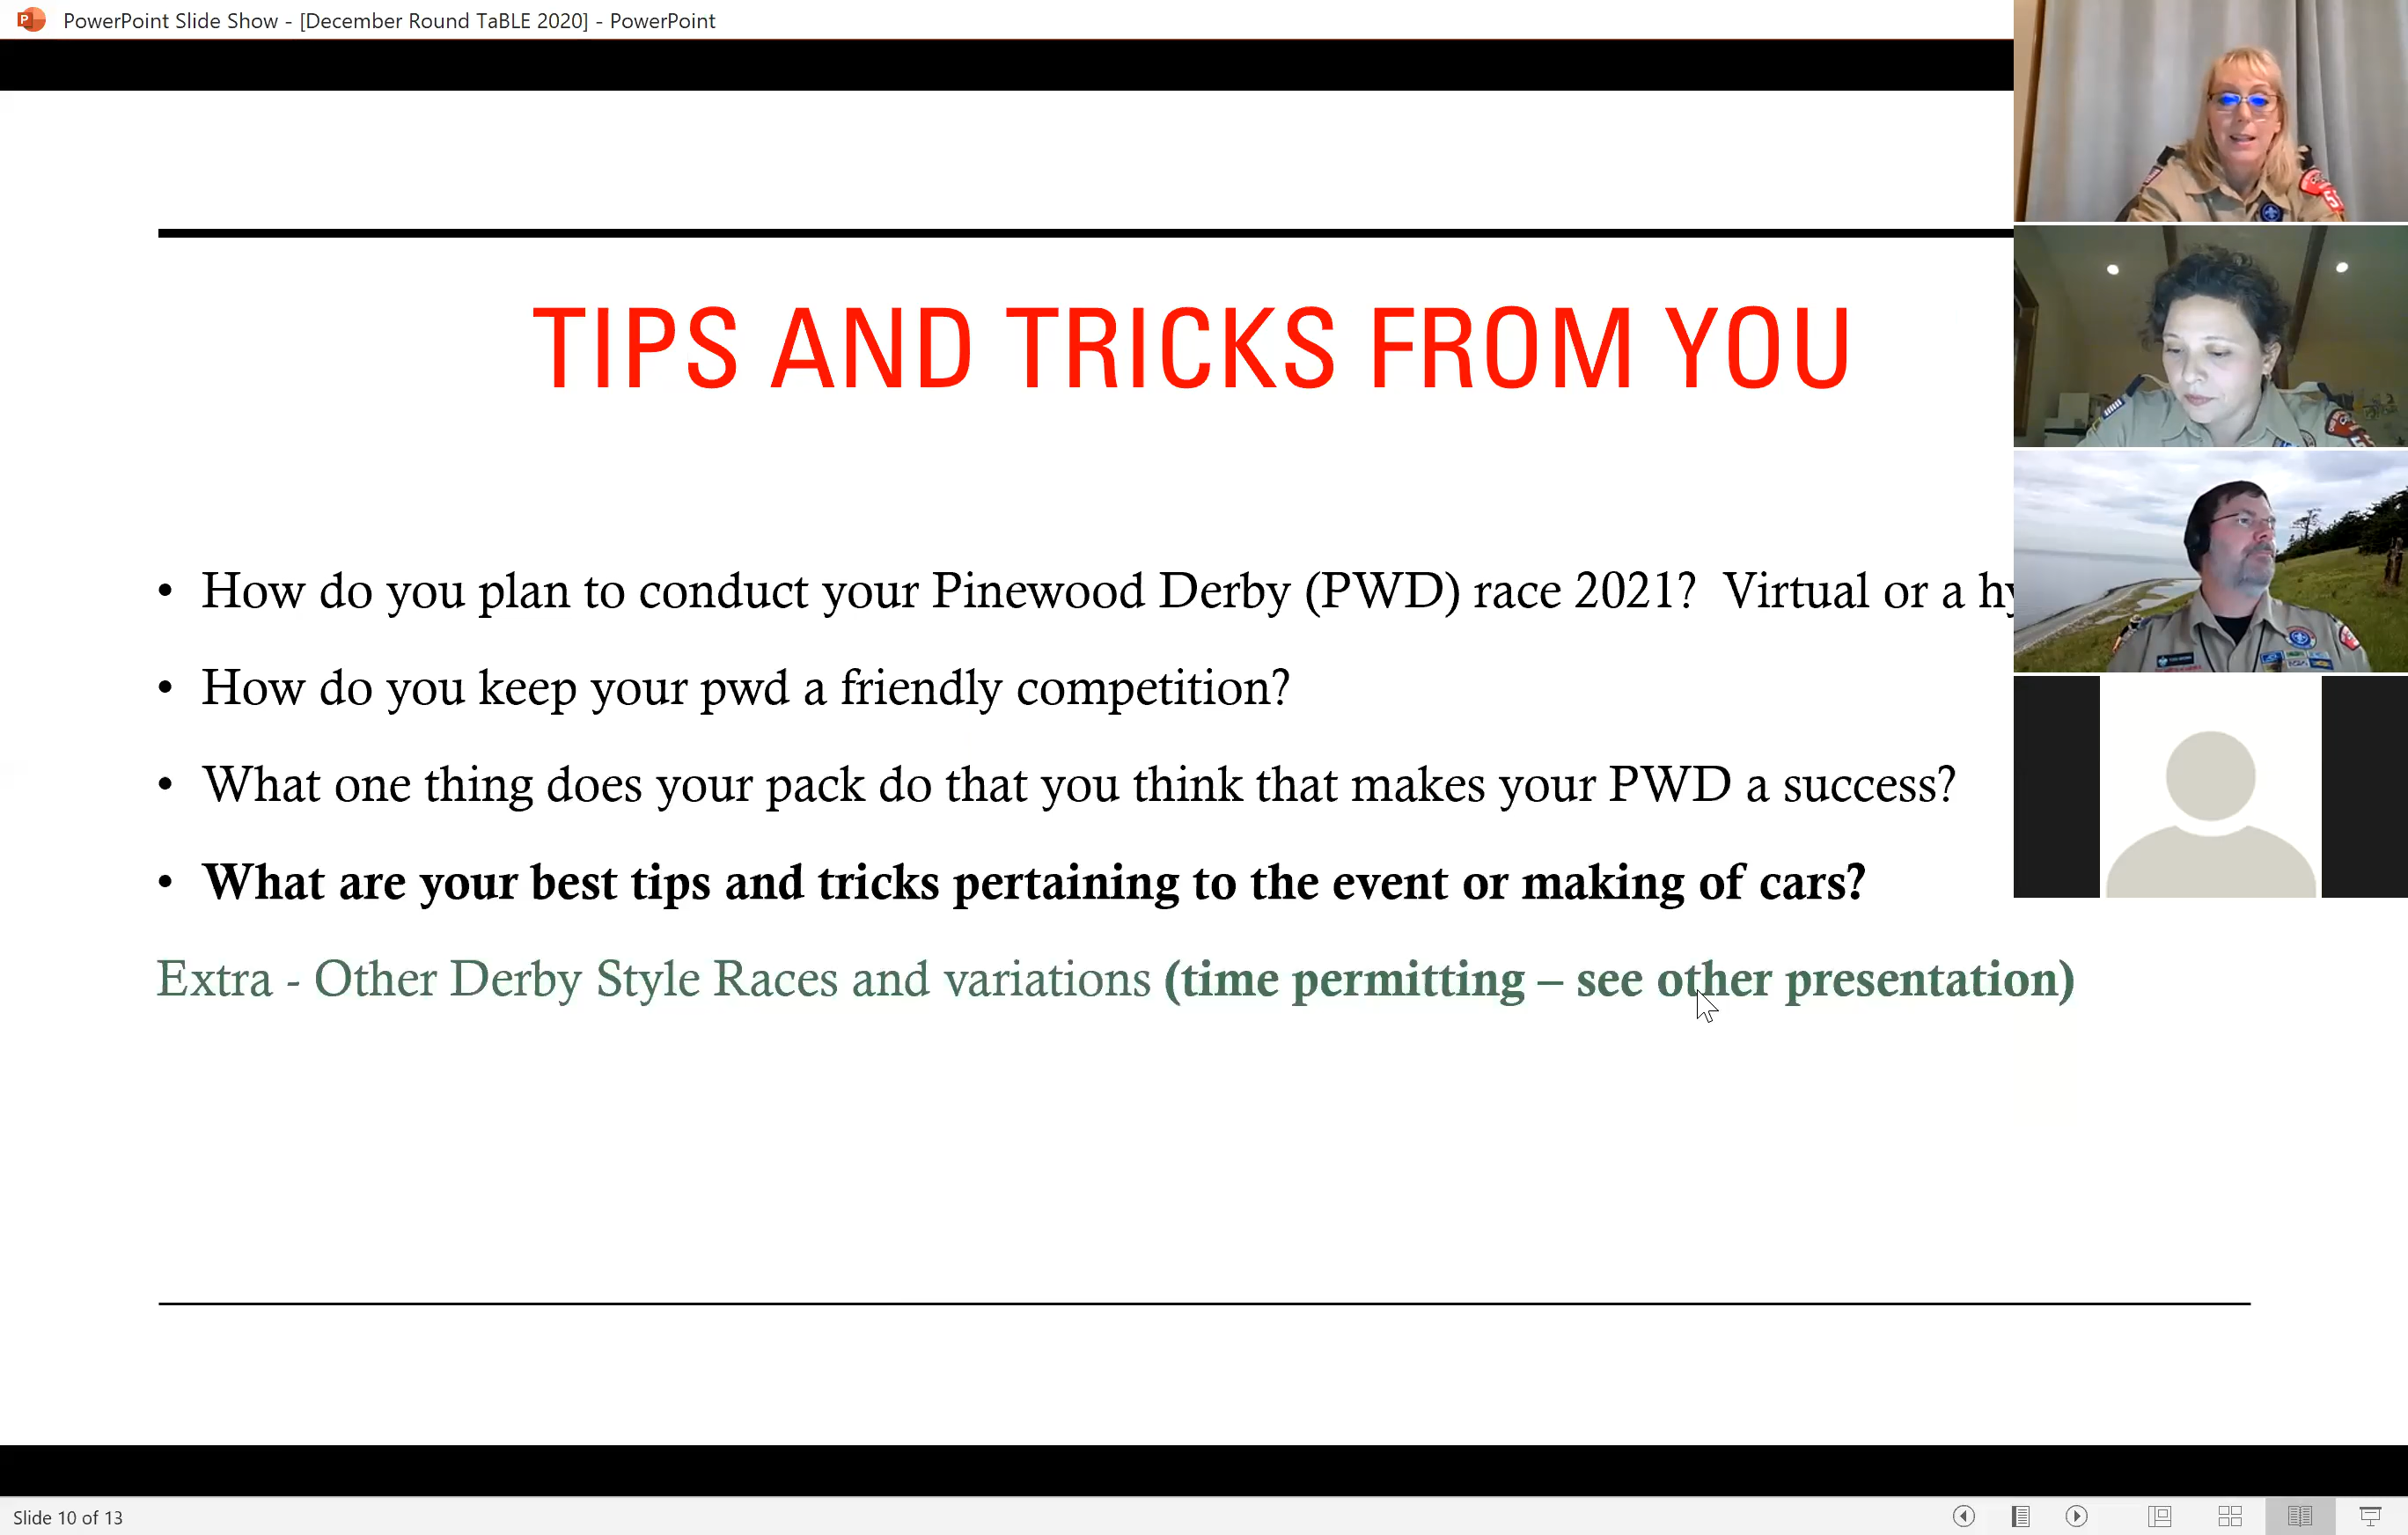 PowerPoint Slide Show - [December Round TaBLE 2020] - PowerPoint
TIPS AND TRICKS FROM YOU
• How do you plan to conduct your Pinewood Derby (PWD) race 2021? Virtual or a
• How do you keep your pwd a friendly competition?
• What one thing does your pack do that you think that makes your PWD a success?
• What are your best tips and tricks pertaining to the event or making of cars?
Extra - Other Derby Style Races and variations (time permitting – see other presentation)
Slide 10 of 13